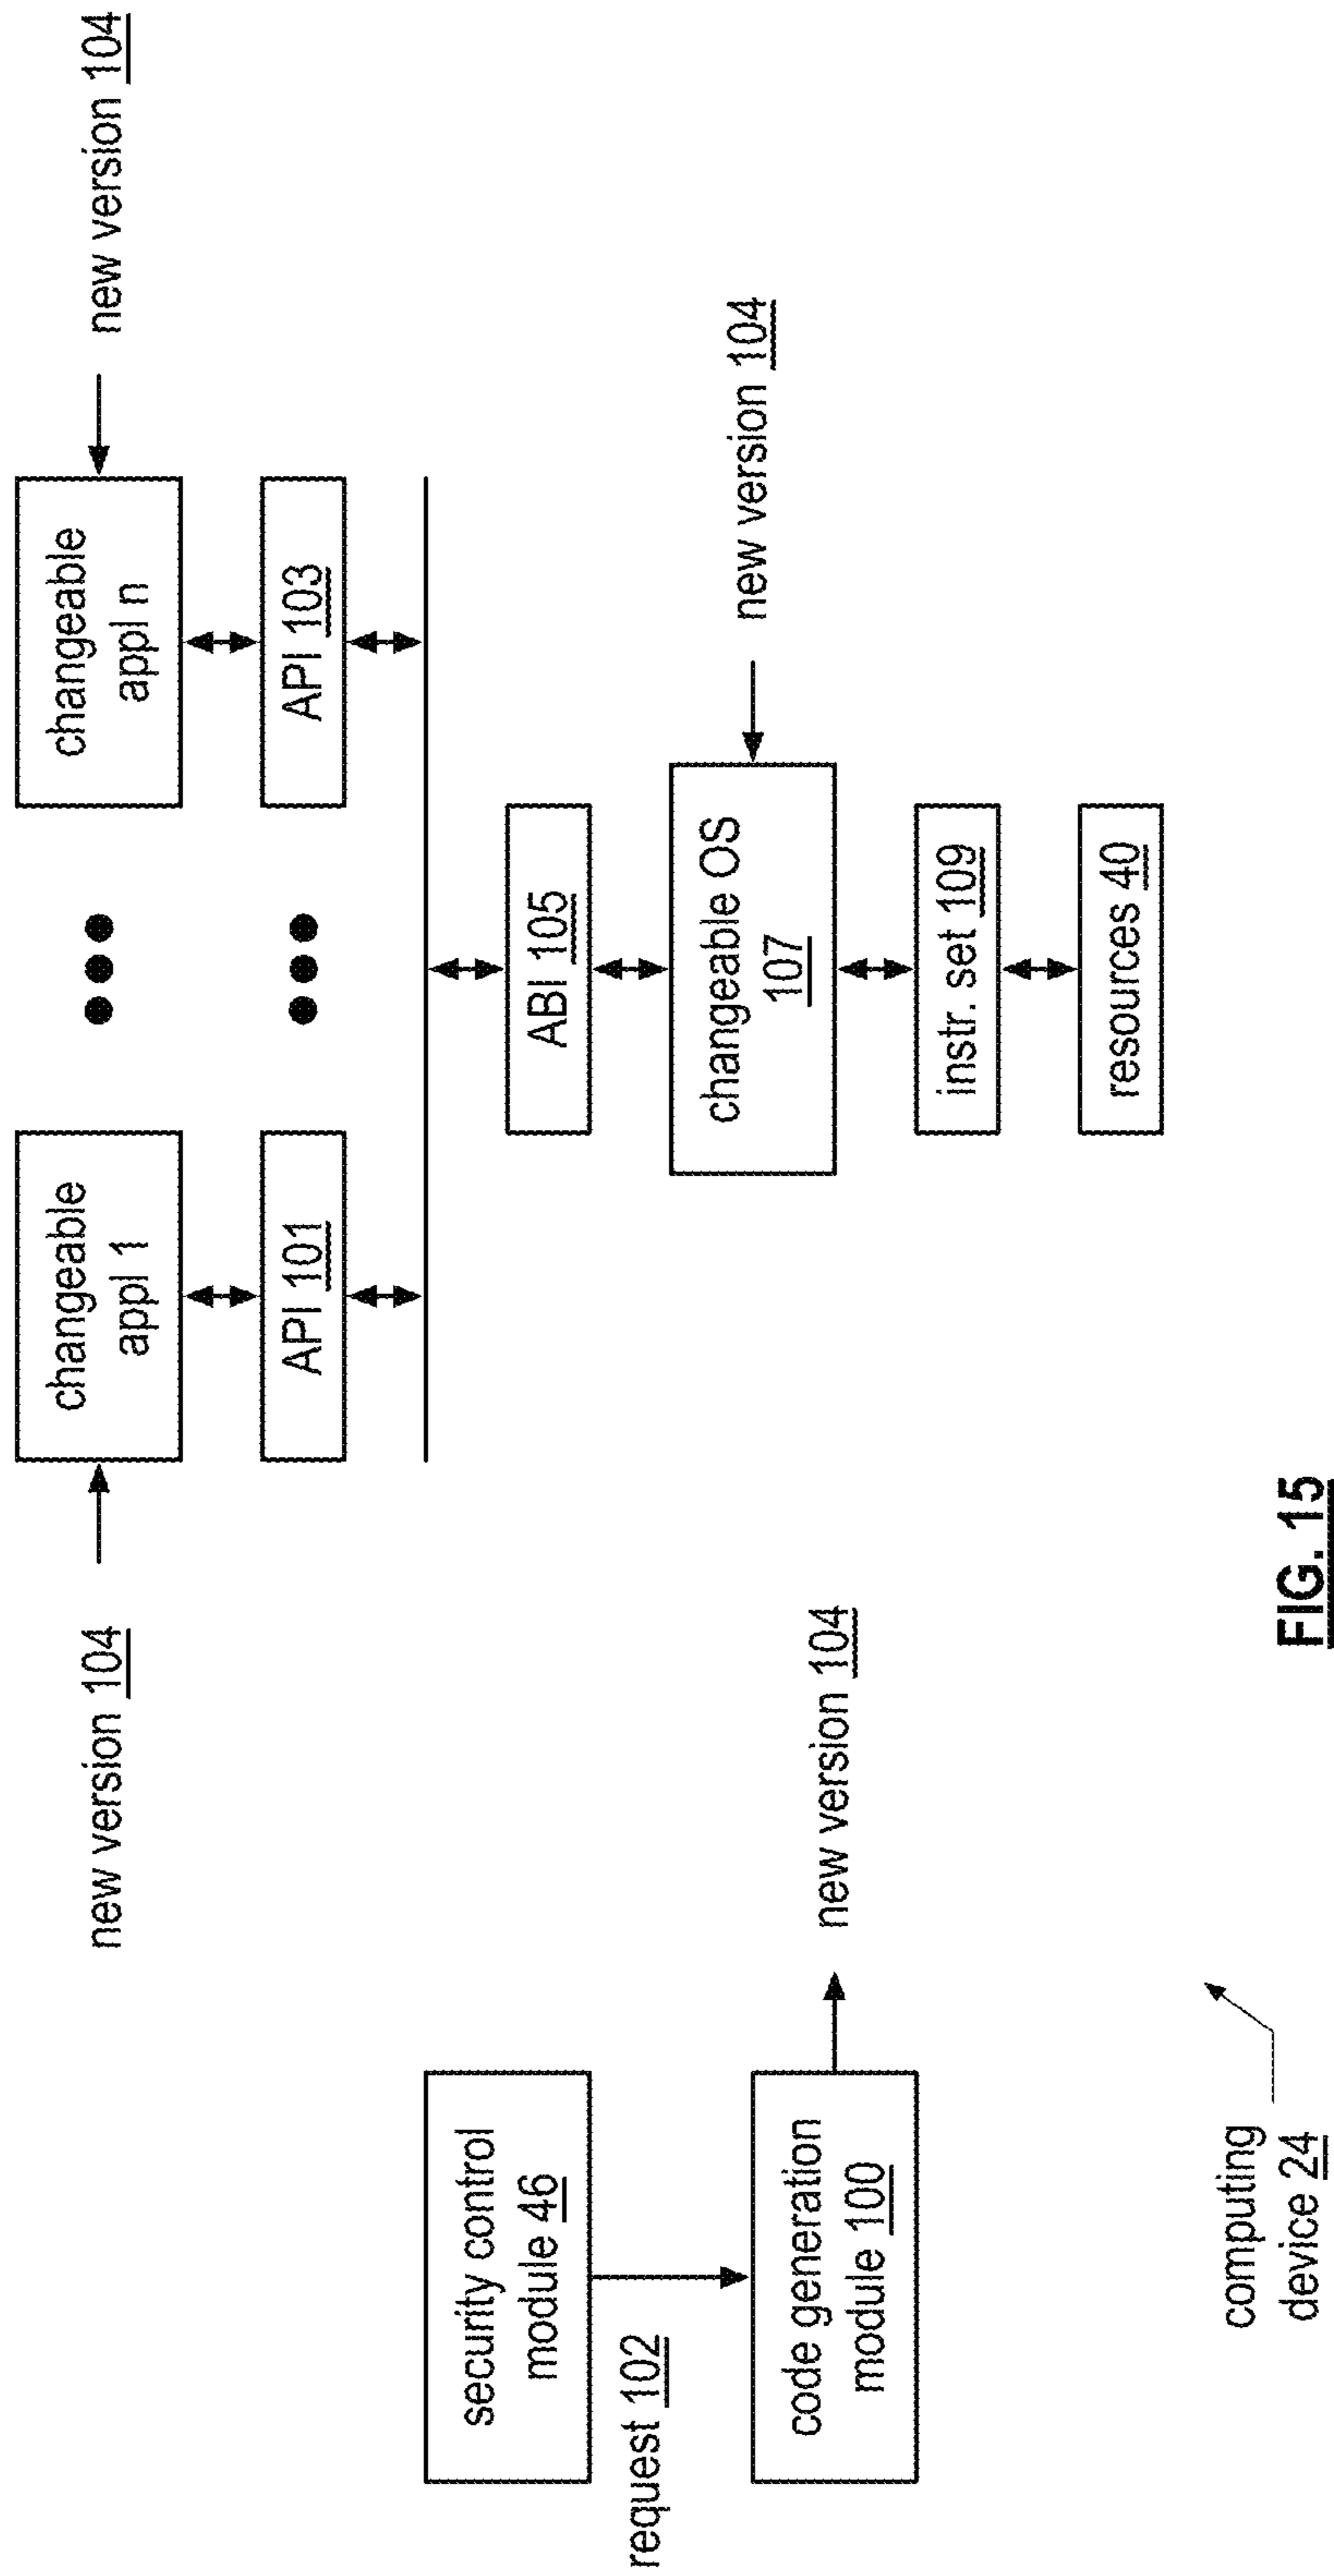 new version 104
changeable
appl 1
changeable
appl n
new version 104
API 101
API 103
security control
module 46
request 102
code generation
module 100
new version 104
ABI 105
changeable OS
107
new version 104
instr. set 109
resources 40
computing
device 24
FIG. 15